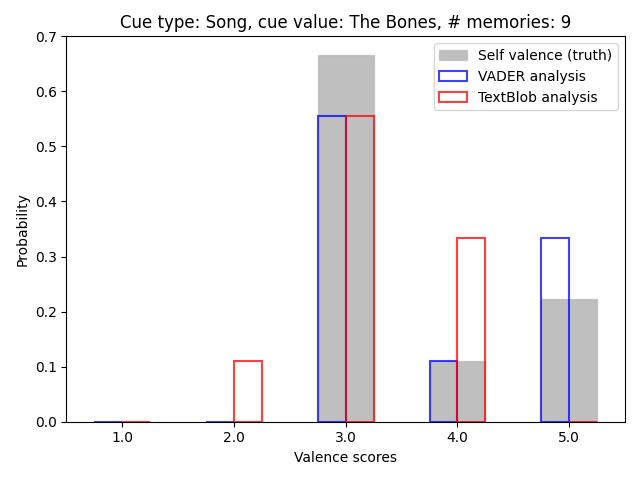 Cue type: Song, cue value: The Bones, # memories: 9
Self valence (truth)
VADER analysis
TextBlob analysis
Probability
0.7
0.6
0.5
0.4
0.3
0.2
0.1
0.0
1.0 2.0 3.0 4.0 5.0
Valence scores